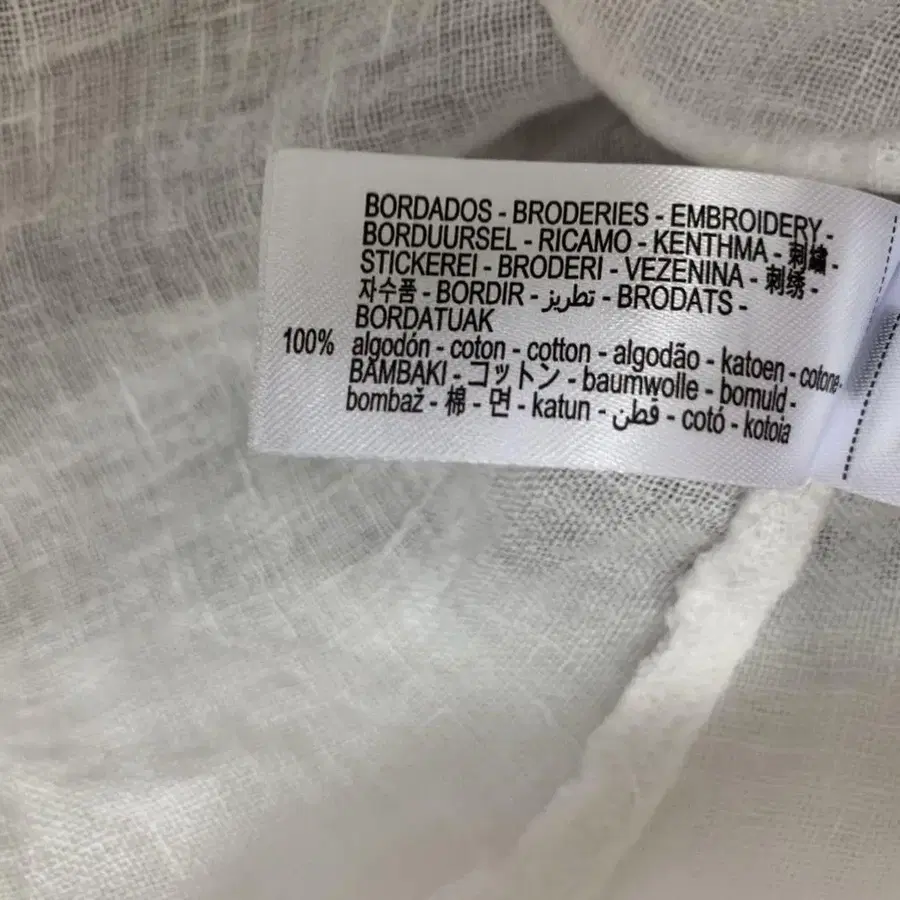 BORDADOS - BRODERIES - EMBROIDERY -
BORDUURSEL - RICAMO - KENTHMA - 刺繍 -
STICKEREI - BRODERI - VEZENINA - 刺绣 -
자수품 - BORDIR - تطريز - BRODATS -
BORDATUAK
100% algodón - coton - cotton - algodão - katoen - cotone-
BAMBAKI - コットン - baumwolle - bomuld -
bombaž - 棉 - 면 - katun - قطن - cotó - kotoia